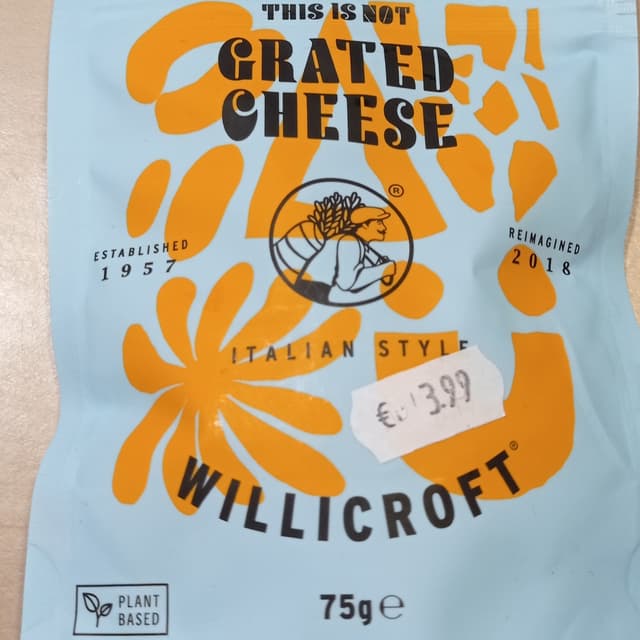 THIS IS NOT
GRATED
CHEESE
®
ESTABLISHED
1957
REIMAGINED
2018
ITALIAN STYLE
€ 3.99
WILLICROFT®
PLANT
BASED
75g ℮